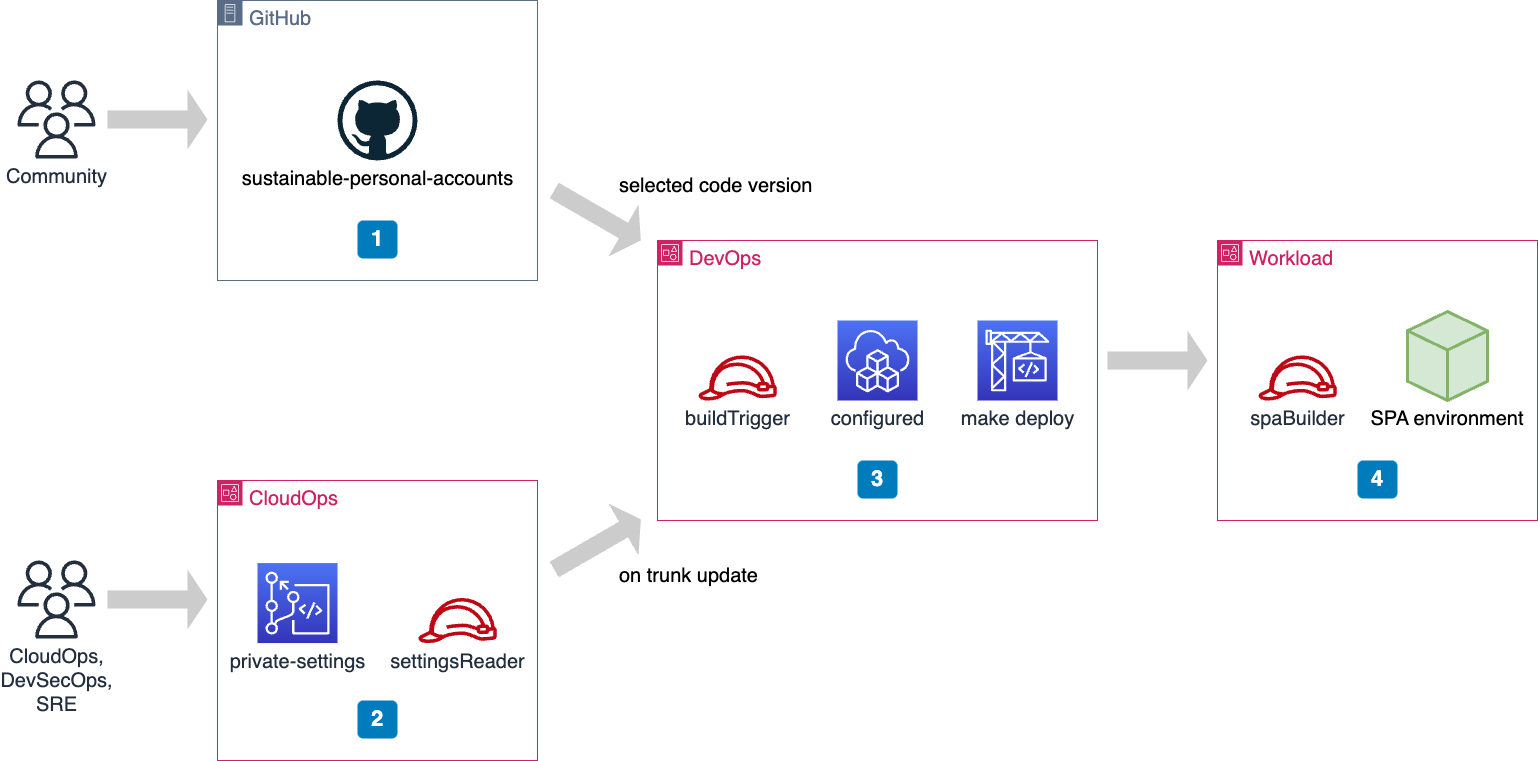 GitHub
Community
sustainable-personal-accounts
1
selected code version
DevOps
buildTrigger
configured
make deploy
3
Workload
spaBuilder
SPA environment
4
CloudOps
CloudOps,
DevSecOps,
SRE
</>
private-settings
settingsReader
2
on trunk update
</>